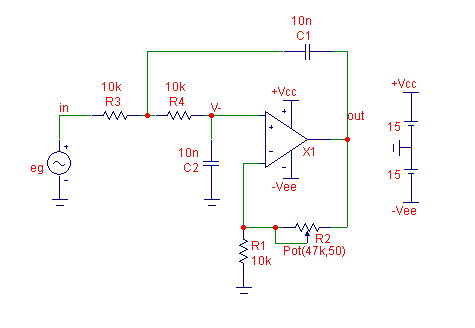 10n
C1
10k
R3
10k
R4
+Vcc
+Vcc
in
V-
out
+
+
10n
C2
-
X1
15
1
eg
+
-
-
-Vee
15
-Vee
R1
10k
R2
Pot(47k,50)